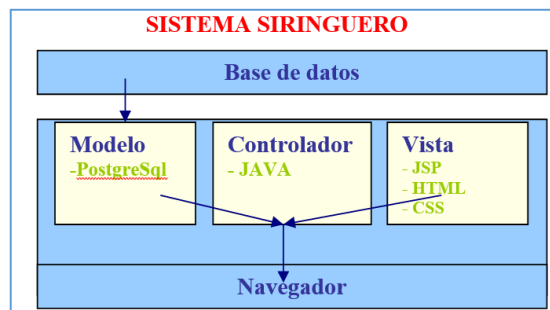 SISTEMA SIRINGUERO
Base de datos
Modelo
-PostgreSql
Controlador
- JAVA
Vista
- JSP
- HTML
- CSS
Navegador